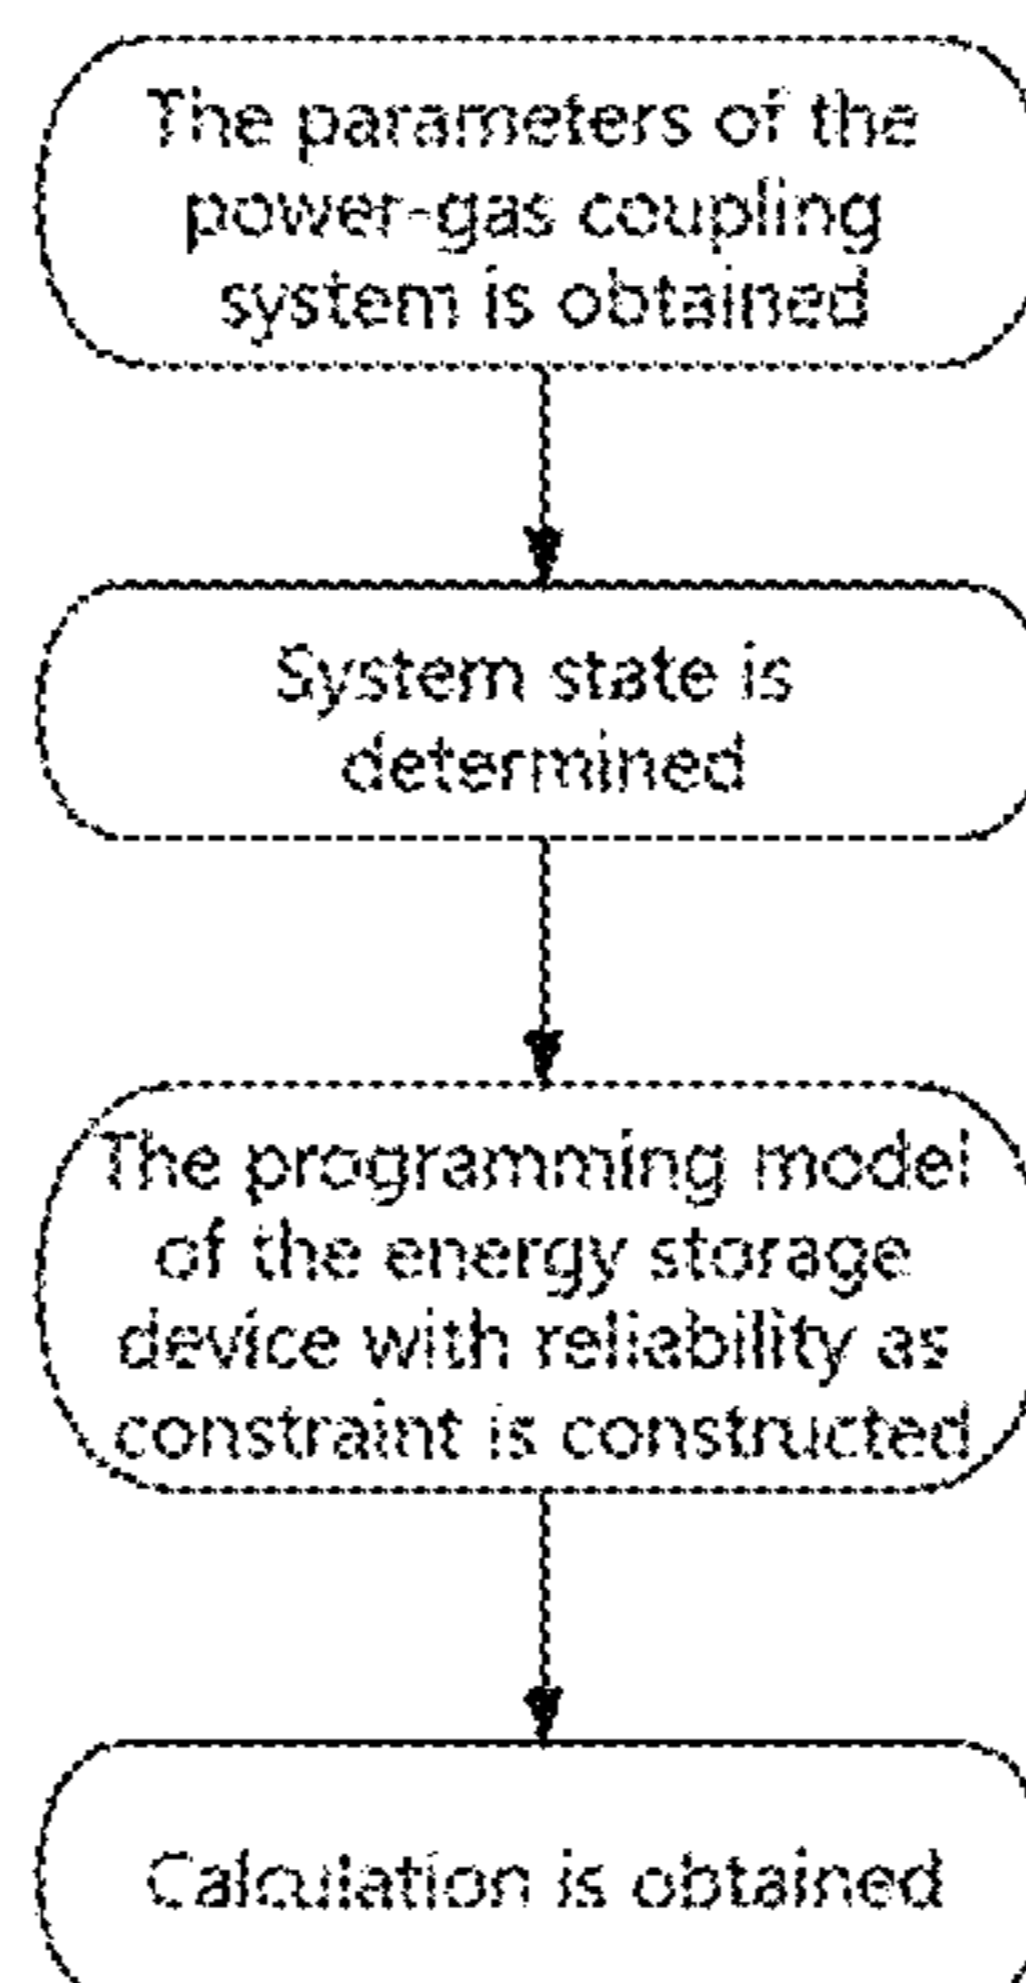 The parameters of the
power-gas coupling
system is obtained
System state is
determined
The programming model
of the energy storage
device with reliability as
constraint is constructed
Calculation is obtained